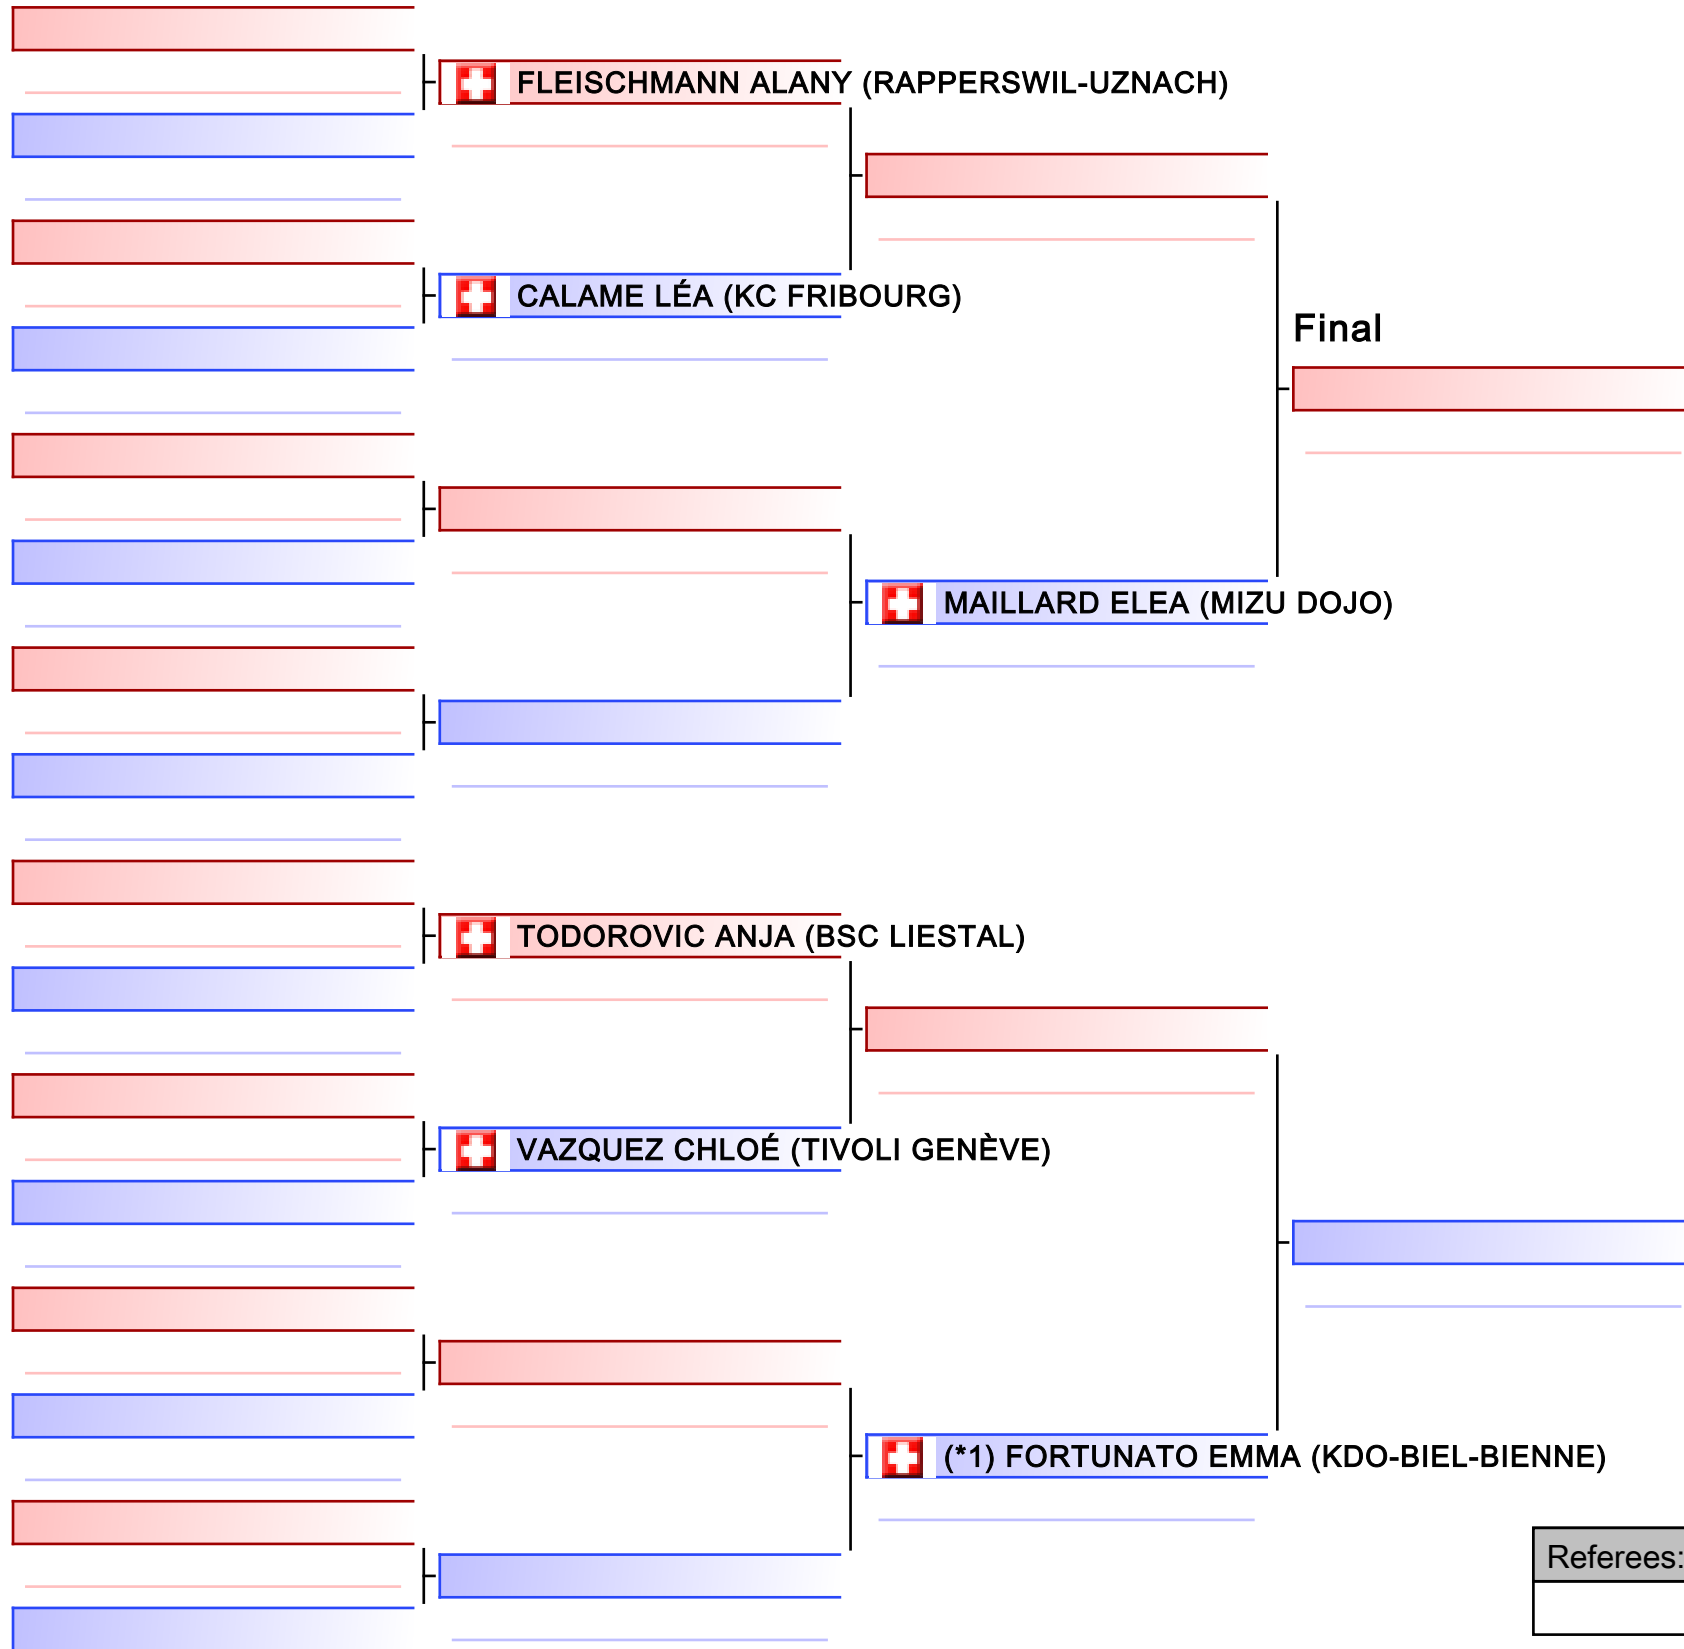 FLEISCHMANN ALANY (RAPPERSWIL-UZNACH)
CALAME LÉA (KC FRIBOURG)
Final
MAILLARD ELEA (MIZU DOJO)
TODOROVIC ANJA (BSC LIESTAL)
VAZQUEZ CHLOÉ (TIVOLI GENÈVE)
(*1) FORTUNATO EMMA (KDO-BIEL-BIENNE)
Referees: